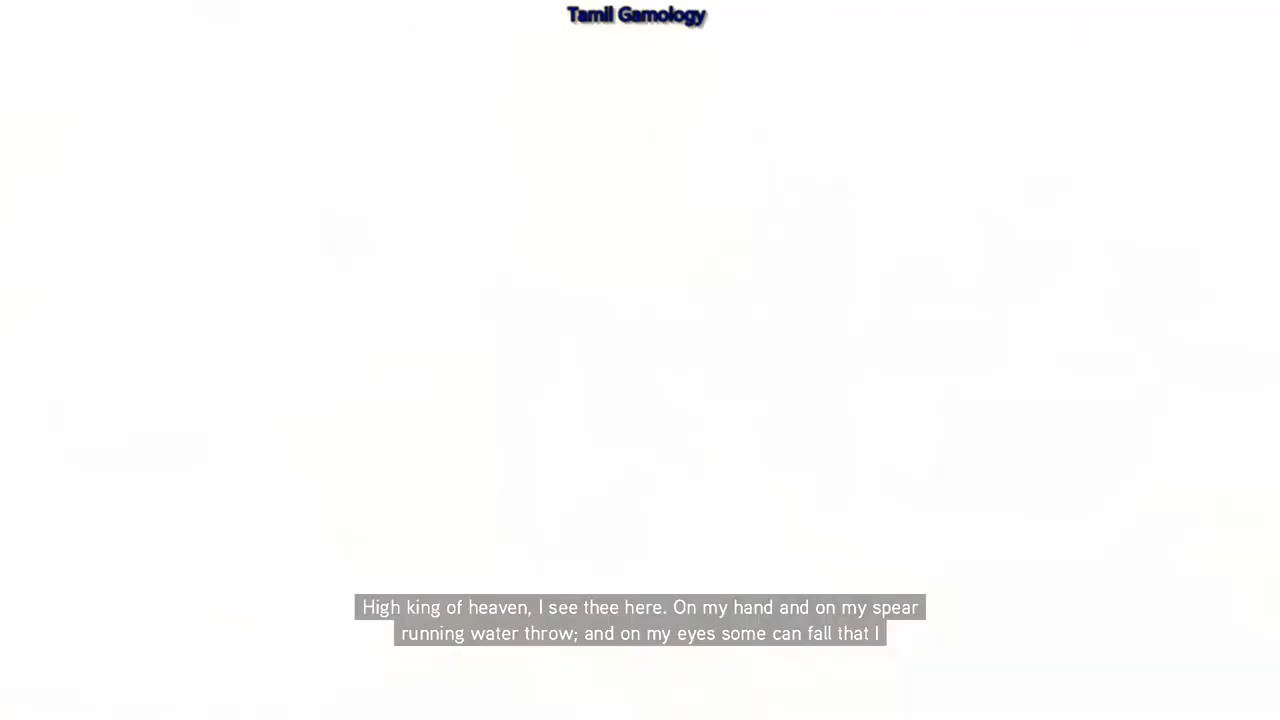 Tamil Gamology
High king of heaven, I see thee here. On my hand and on my spear
running water throw; and on my eyes some can fall that I